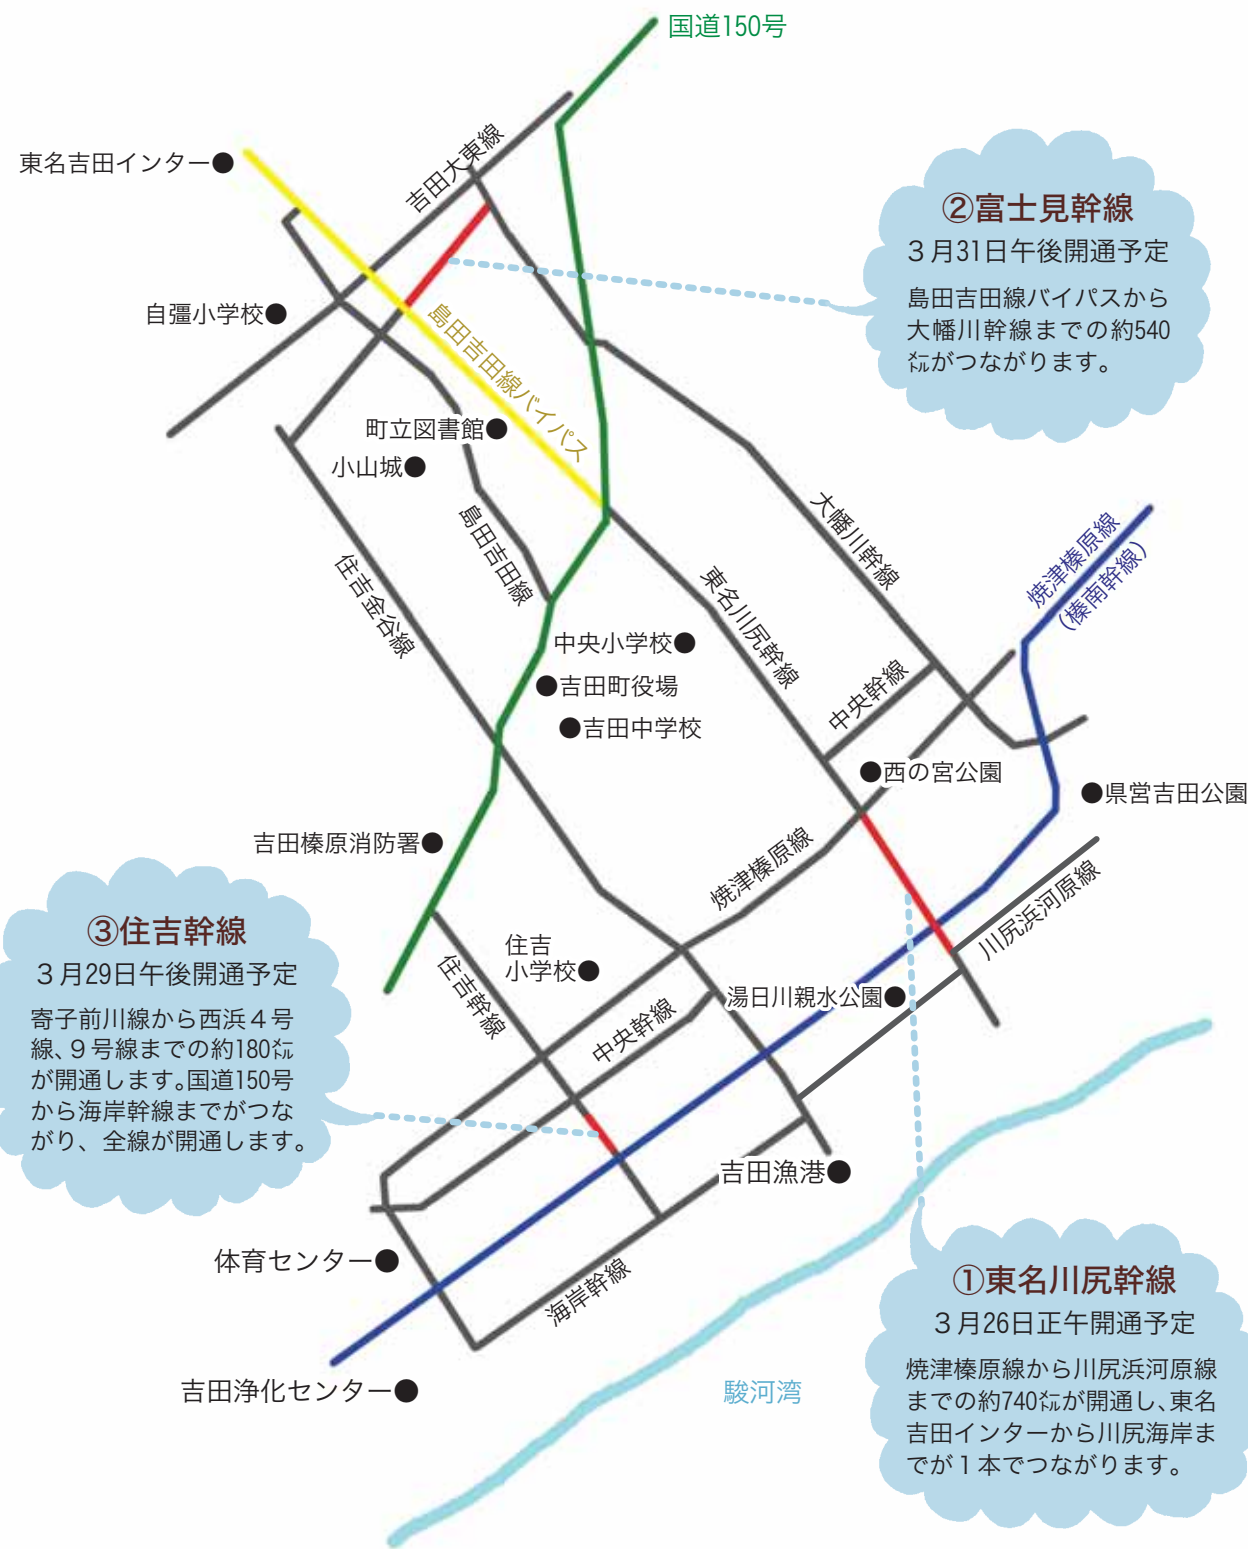 国道150号
東名吉田インター●
吉田大東線
②富士見幹線
3月31日午後開通予定
島田吉田線バイパスから
大幡川幹線までの約540
㍍がつながります。
自彊小学校●
島田吉田線バイパス
町立図書館●
小山城●
島田吉田線
住吉金谷線
大幡川幹線
焼津榛原線
(榛南幹線)
東名川尻幹線
中央小学校●
●吉田町役場
●吉田中学校
中央幹線
●西の宮公園
●県営吉田公園
吉田榛原消防署●
焼津榛原線
川尻浜河原線
③住吉幹線
3月29日午後開通予定
寄子前川線から西浜4号
線、9号線までの約180㍍
が開通します。国道150号
から海岸幹線までがつな
がり、全線が開通します。
住吉
小学校●
住吉幹線
湯日川親水公園●
中央幹線
吉田漁港●
体育センター●
海岸幹線
吉田浄化センター●
駿河湾
①東名川尻幹線
3月26日正午開通予定
焼津榛原線から川尻浜河原線
までの約740㍍が開通し、東名
吉田インターから川尻海岸ま
でが1本でつながります。